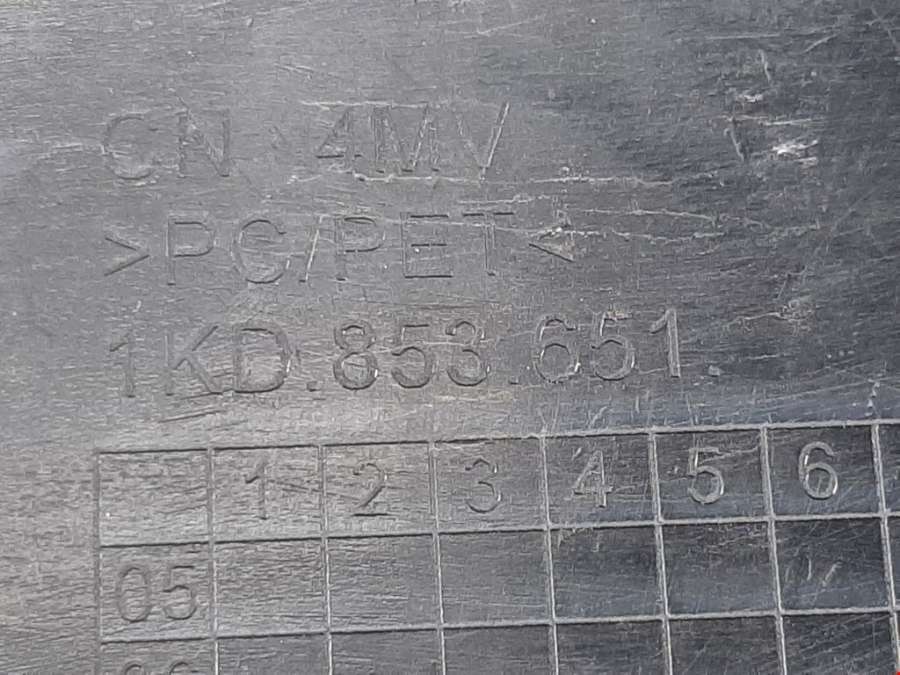 CN 4MV
>PC/PET<
1KD.853.651
1 2 3 4 5 6
05